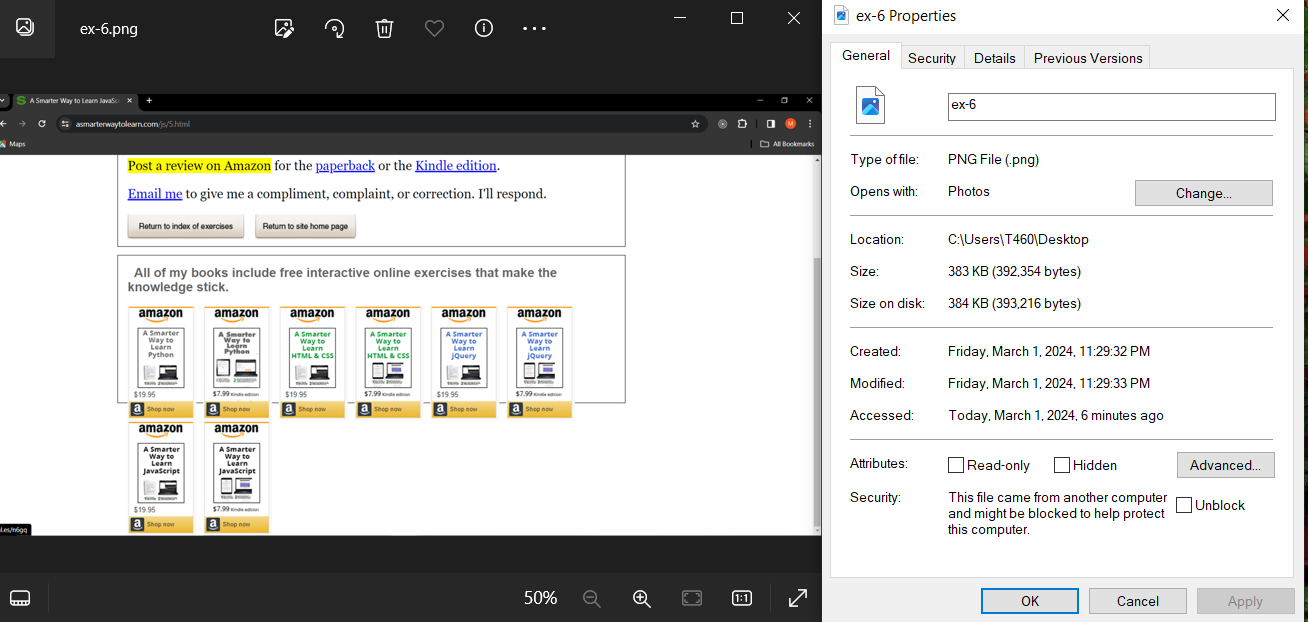 ex-6.png
A Smarter Way to Learn JavaSc
asmarterwaytolearn.com/js/5.html
M
Maps
All Bookmarks
Post a review on Amazon for the paperback or the Kindle edition.
Email me to give me a compliment, complaint, or correction. I'll respond.
Return to index of exercises
Return to site home page
All of my books include free interactive online exercises that make the
knowledge stick.
amazon
A Smarter
Way to
Learn
Python
$19.95
Shop now
amazon
A Smarter
Way to
Learn
Python
$7.99 Kindle edition
Shop now
amazon
A Smarter
Way to
Learn
HTML & CSS
$19.95
Shop now
amazon
A Smarter
Way to
Learn
HTML & CSS
$7.99 Kindle edition
Shop now
amazon
A Smarter
Way to
Learn
jQuery
$19.95
Shop now
amazon
A Smarter
Way to
Learn
jQuery
$7.99 Kindle edition
Shop now
amazon
A Smarter
Way to
Learn
JavaScript
$19.95
Shop now
amazon
A Smarter
Way to
Learn
JavaScript
$7.99 Kindle edition
Shop now
50%
1:1
ex-6 Properties
General
Security
Details
Previous Versions
ex-6
Type of file: PNG File (.png)
Opens with: Photos
Change...
Location: C:\Users\T460\Desktop
Size: 383 KB (392,354 bytes)
Size on disk: 384 KB (393,216 bytes)
Created: Friday, March 1, 2024, 11:29:32 PM
Modified: Friday, March 1, 2024, 11:29:33 PM
Accessed: Today, March 1, 2024, 6 minutes ago
Attributes: Read-only Hidden Advanced...
Security: This file came from another computer
and might be blocked to help protect
this computer.
Unblock
OK
Cancel
Apply